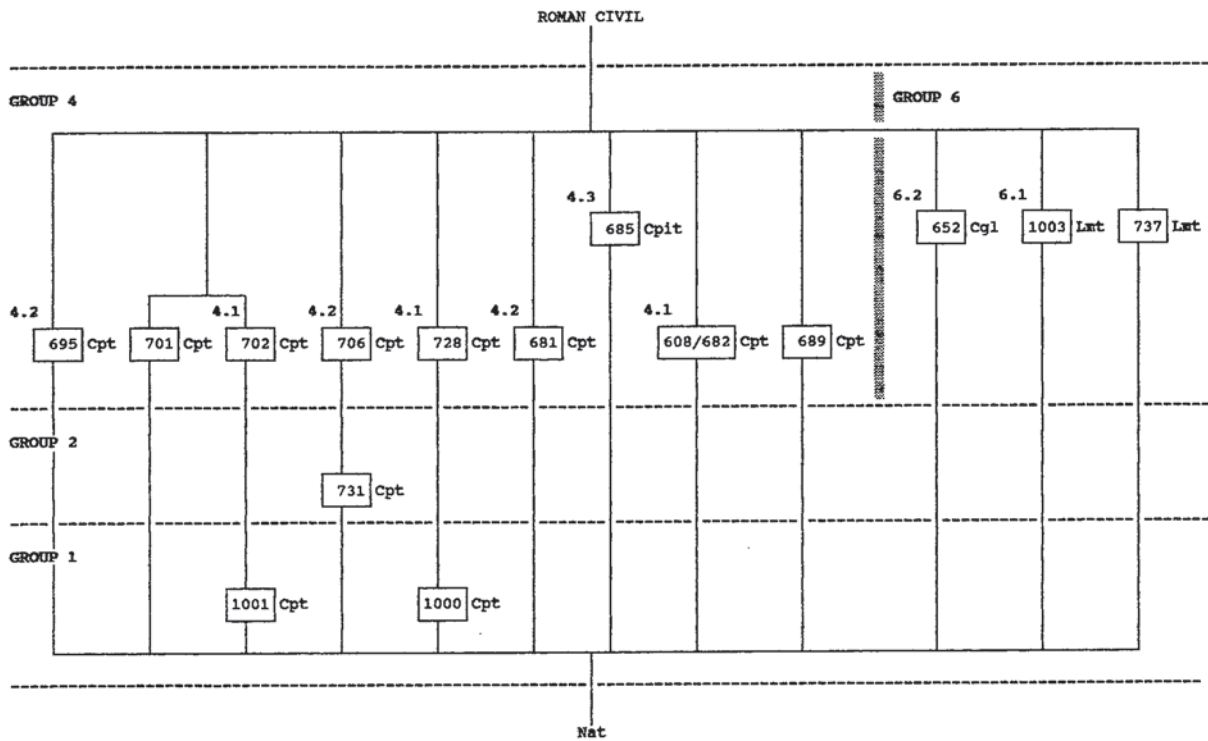 ROMAN CIVIL
GROUP 4
GROUP 6
4.3
6.2
6.1
685 Cpit
652 Cgl
1003 Lmt
737 Lmt
4.2
4.1
4.2
4.1
4.2
4.1
695 Cpt
701 Cpt
702 Cpt
706 Cpt
728 Cpt
681 Cpt
608/682 Cpt
689 Cpt
GROUP 2
731 Cpt
GROUP 1
1001 Cpt
1000 Cpt
Nat